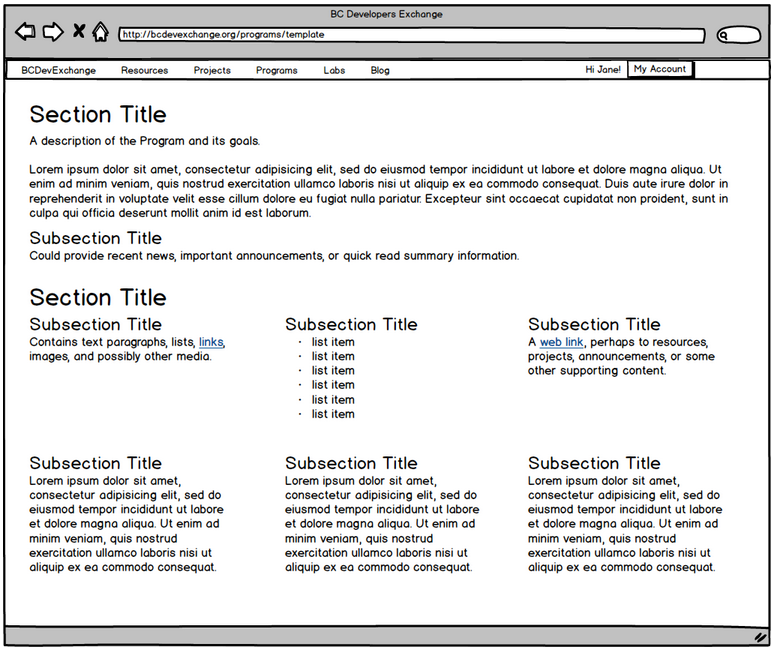 BC Developers Exchange
http://bcdevexchange.org/programs/template
BCDevExchange Resources Projects Programs Labs Blog Hi Jane! My Account
Section Title
A description of the Program and its goals.
Lorem ipsum dolor sit amet, consectetur adipisicing elit, sed do eiusmod tempor incididunt ut labore et dolore magna aliqua. Ut
enim ad minim veniam, quis nostrud exercitation ullamco laboris nisi ut aliquip ex ea commodo consequat. Duis aute irure dolor in
reprehenderit in voluptate velit esse cillum dolore eu fugiat nulla pariatur. Excepteur sint occaecat cupidatat non proident, sunt in
culpa qui officia deserunt mollit anim id est laborum.
Subsection Title
Could provide recent news, important announcements, or quick read summary information.
Section Title
Subsection Title
Contains text paragraphs, lists, links,
images, and possibly other media.
Subsection Title
· list item
· list item
· list item
· list item
· list item
· list item
Subsection Title
A web link, perhaps to resources,
projects, announcements, or some
other supporting content.
Subsection Title
Lorem ipsum dolor sit amet,
consectetur adipisicing elit, sed do
eiusmod tempor incididunt ut labore
et dolore magna aliqua. Ut enim ad
minim veniam, quis nostrud
exercitation ullamco laboris nisi ut
aliquip ex ea commodo consequat.
Subsection Title
Lorem ipsum dolor sit amet,
consectetur adipisicing elit, sed do
eiusmod tempor incididunt ut labore
et dolore magna aliqua. Ut enim ad
minim veniam, quis nostrud
exercitation ullamco laboris nisi ut
aliquip ex ea commodo consequat.
Subsection Title
Lorem ipsum dolor sit amet,
consectetur adipisicing elit, sed do
eiusmod tempor incididunt ut labore
et dolore magna aliqua. Ut enim ad
minim veniam, quis nostrud
exercitation ullamco laboris nisi ut
aliquip ex ea commodo consequat.